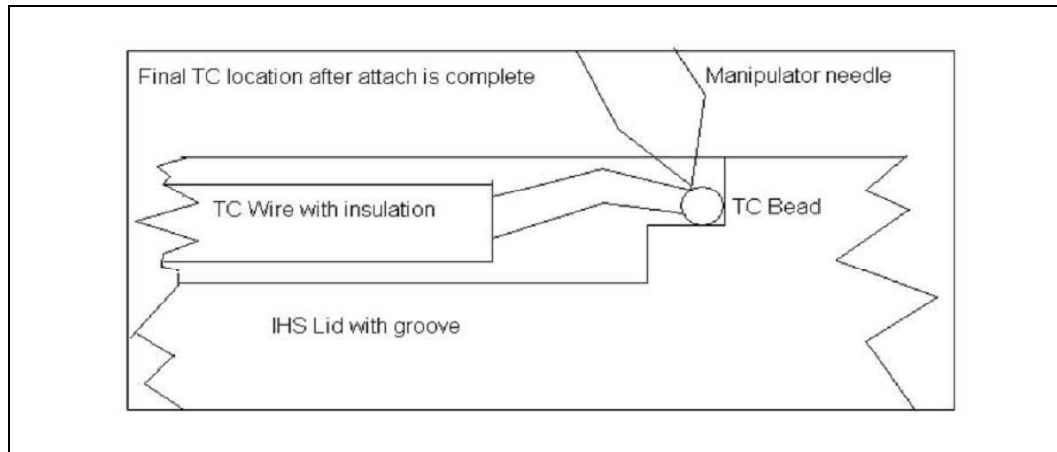 Final TC location after attach is complete
Manipulator needle
TC Wire with insulation
TC Bead
IHS Lid with groove